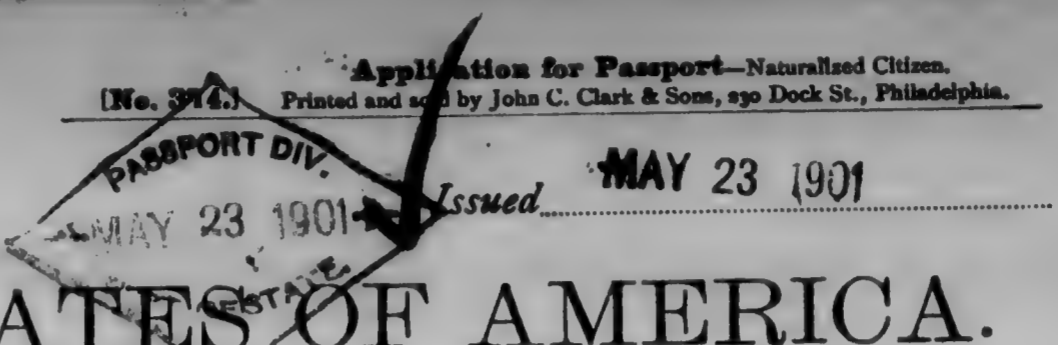 Application for Passport—Naturalized Citizen.
[No. 374.] Printed and sold by John C. Clark & Sons, 230 Dock St., Philadelphia.
PASSPORT DIV.
MAY 23 1901
STATE.
Issued MAY 23 1901
ATES OF AMERICA.